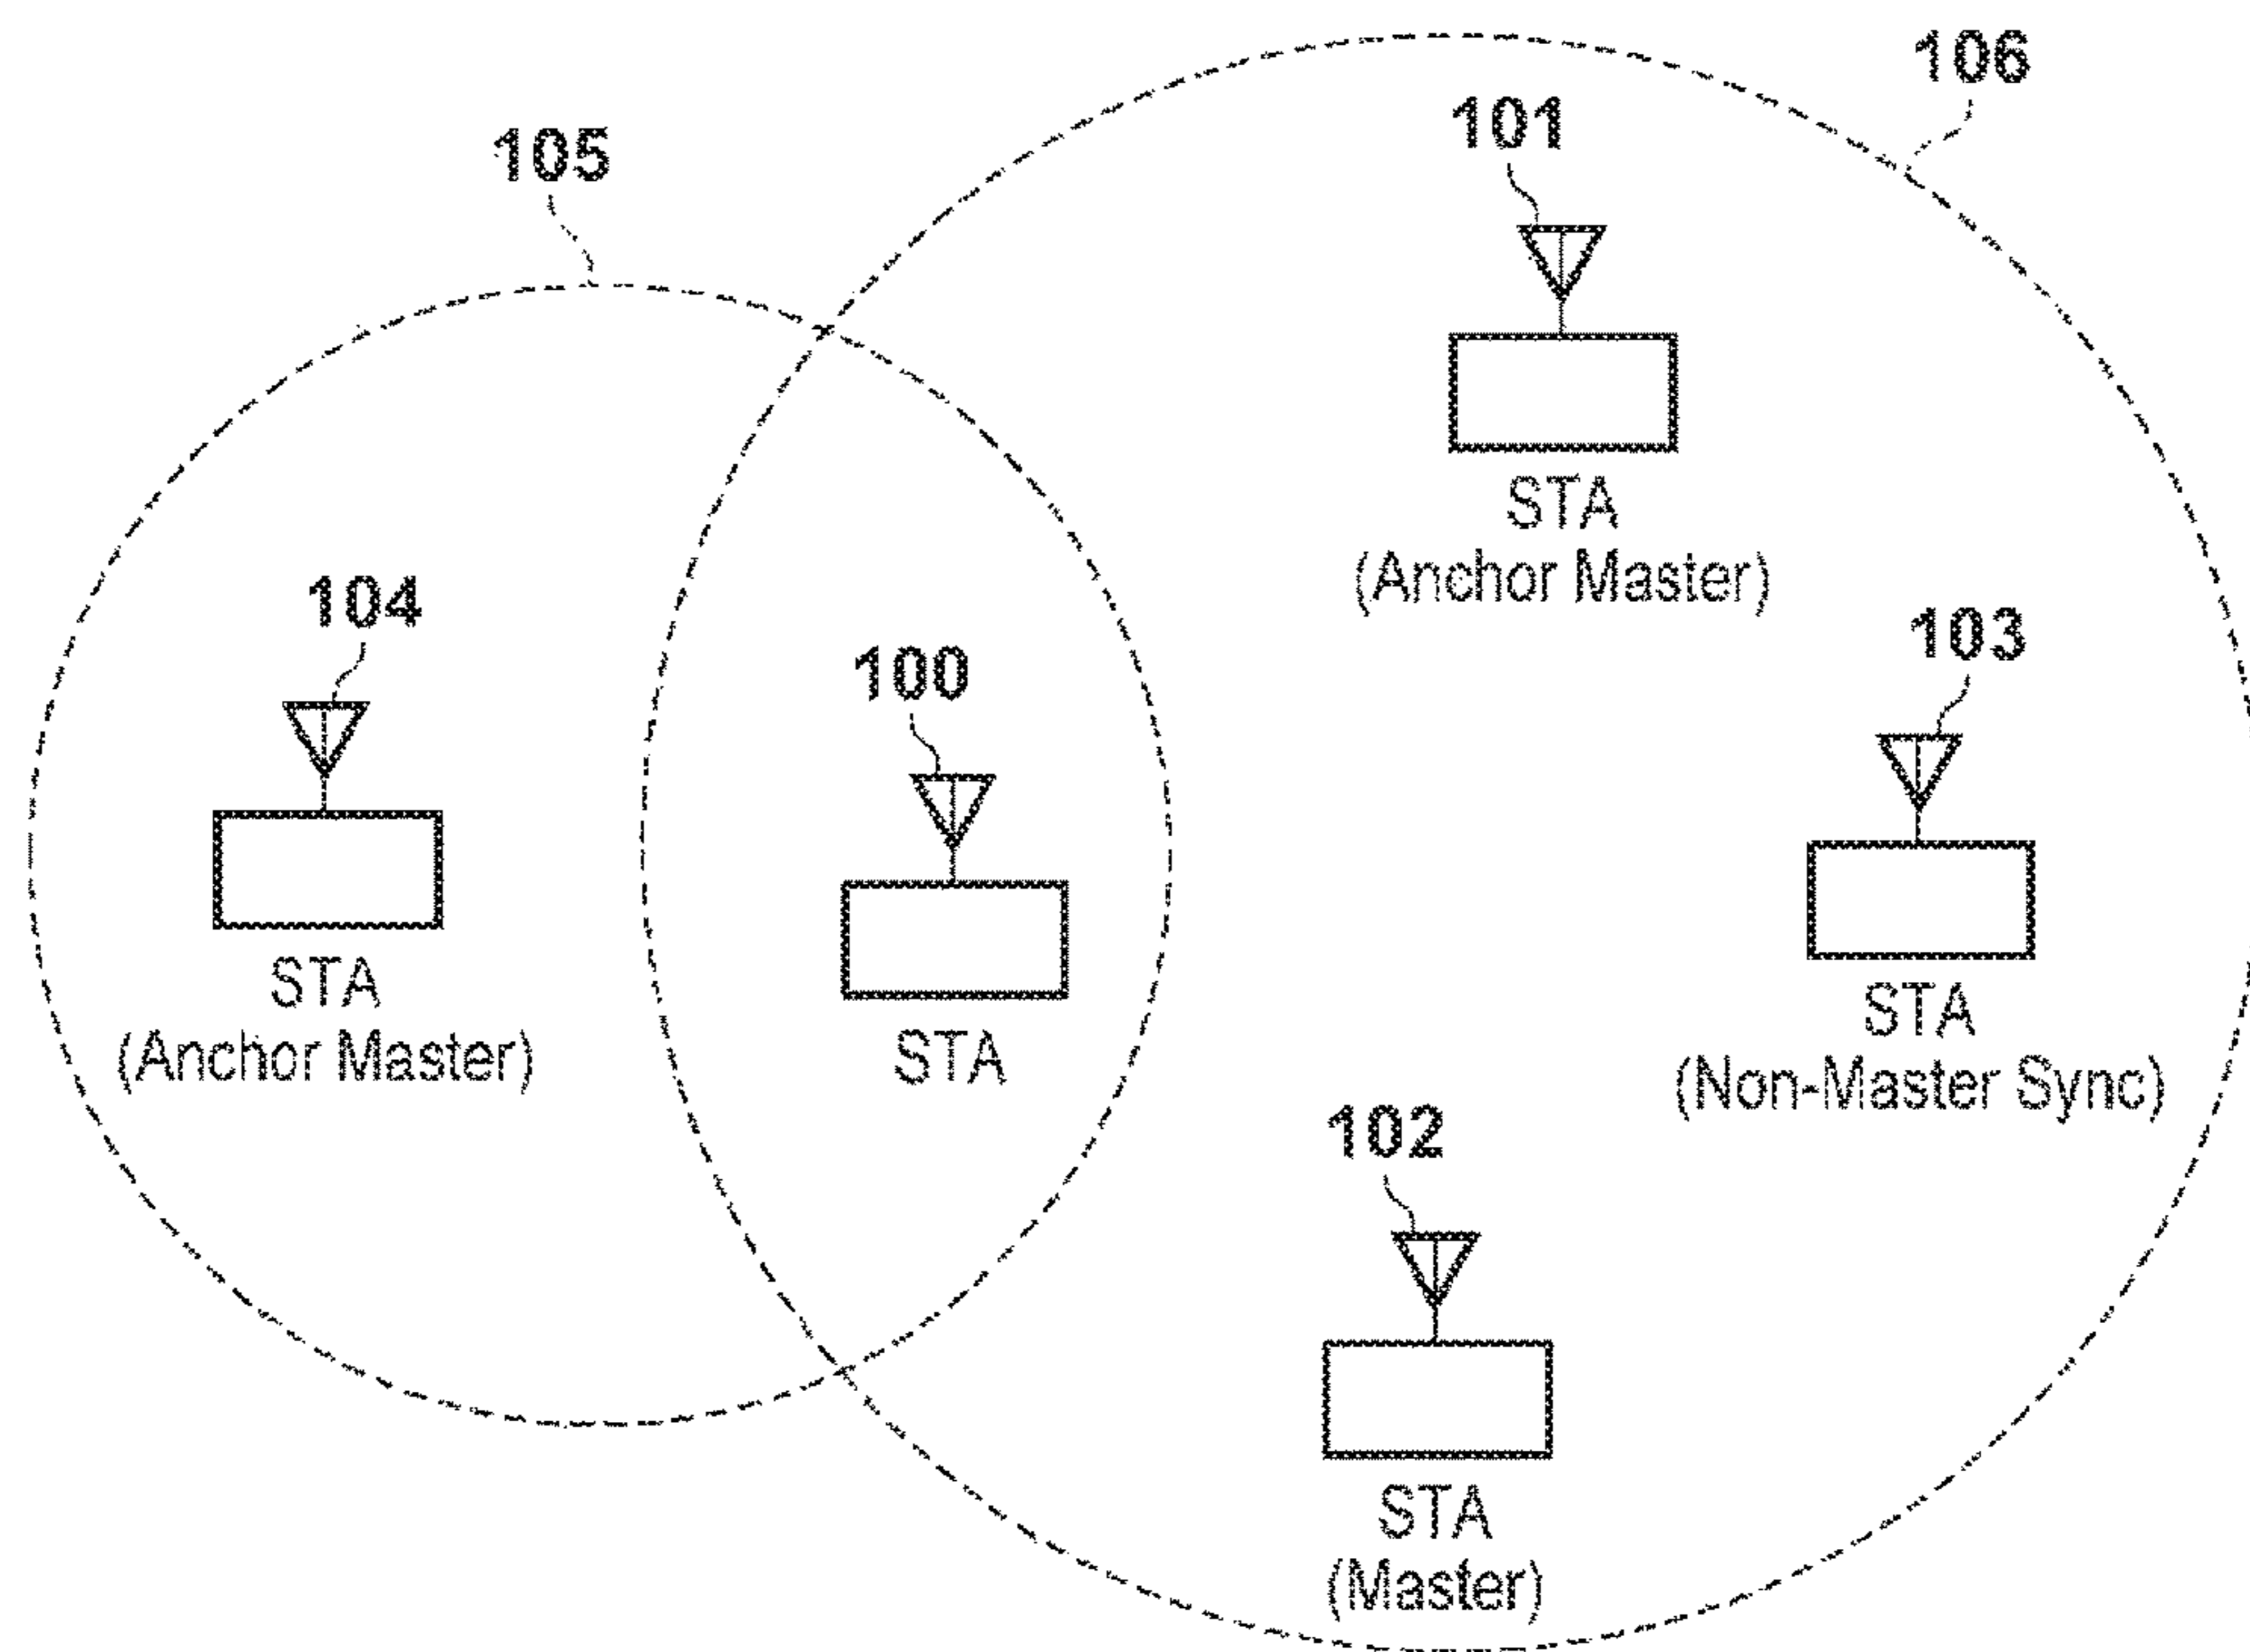 106
101
105
STA
(Anchor Master)
104
103
100
STA
(Anchor Master)
STA
STA
(Non-Master Sync)
102
STA
(Master)